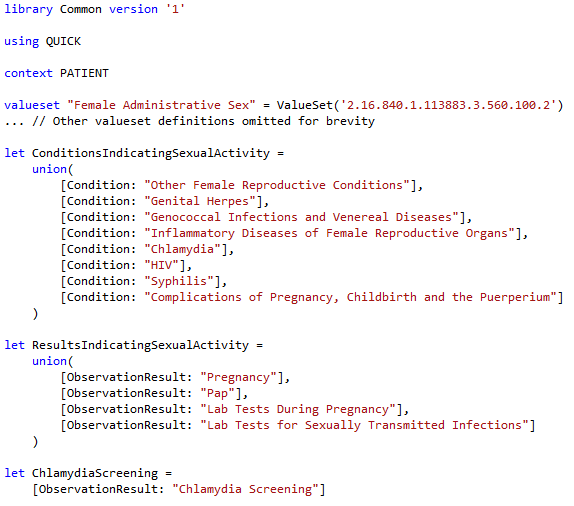 library Common version '1'
using QUICK
context PATIENT
valueset "Female Administrative Sex" = ValueSet('2.16.840.1.113883.3.560.100.2')
... // Other valueset definitions omitted for brevity
let ConditionsIndicatingSexualActivity =
    union(
        [Condition: "Other Female Reproductive Conditions"],
        [Condition: "Genital Herpes"],
        [Condition: "Genococcal Infections and Venereal Diseases"],
        [Condition: "Inflammatory Diseases of Female Reproductive Organs"],
        [Condition: "Chlamydia"],
        [Condition: "HIV"],
        [Condition: "Syphilis"],
        [Condition: "Complications of Pregnancy, Childbirth and the Puerperium"]
    )
let ResultsIndicatingSexualActivity =
    union(
        [ObservationResult: "Pregnancy"],
        [ObservationResult: "Pap"],
        [ObservationResult: "Lab Tests During Pregnancy"],
        [ObservationResult: "Lab Tests for Sexually Transmitted Infections"]
    )
let ChlamydiaScreening =
    [ObservationResult: "Chlamydia Screening"]